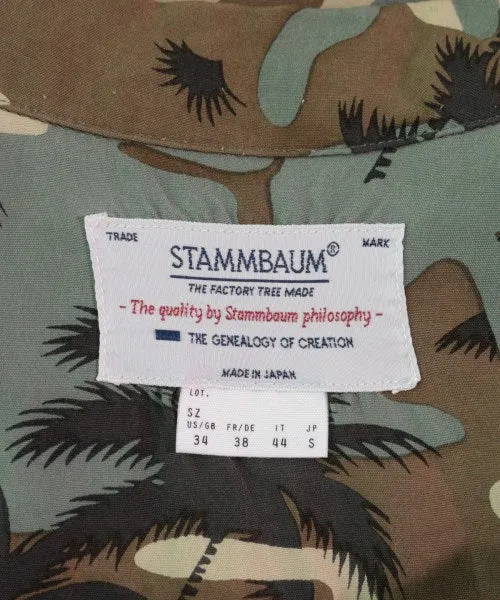 TRADE MARK
STAMMBAUM®
THE FACTORY TREE MADE
- The quality by Stammbaum philosophy -
THE GENEALOGY OF CREATION
MADE IN JAPAN
LOT.
SZ
US/GB FR/DE IT JP
34 38 44 S